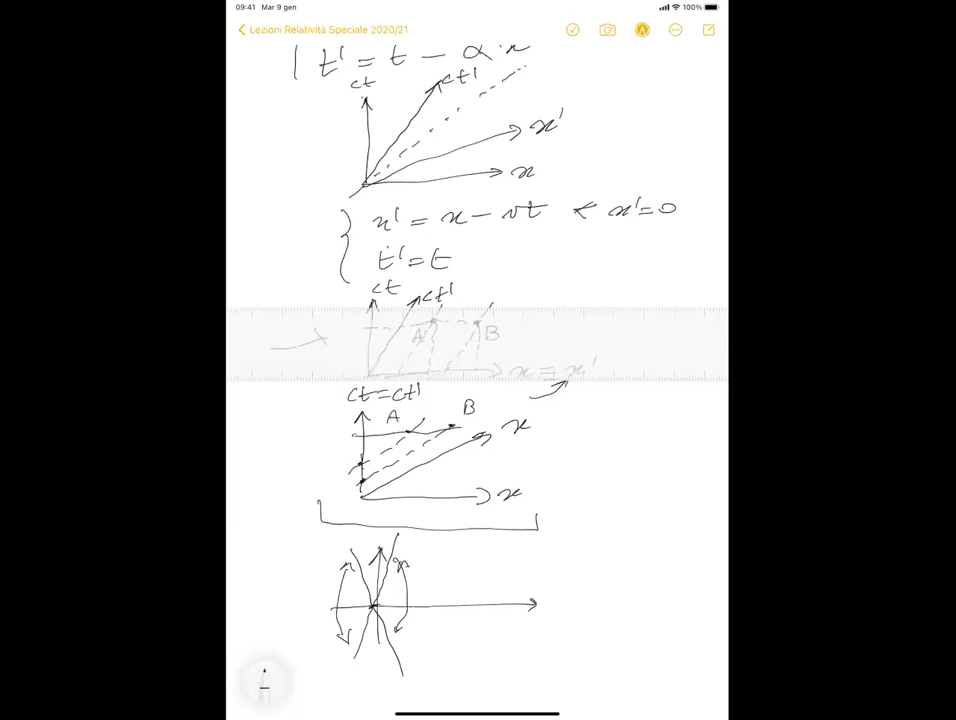 09:41 Mar 9 gen 100%
Lezioni Relatività Speciale 2020/21
t' = t - α x
ct ct'
x'
x
x' = x - vt < x'=0
t' = t
ct ct'
A B
x ≡ x'
ct=ct'
A B
x
x